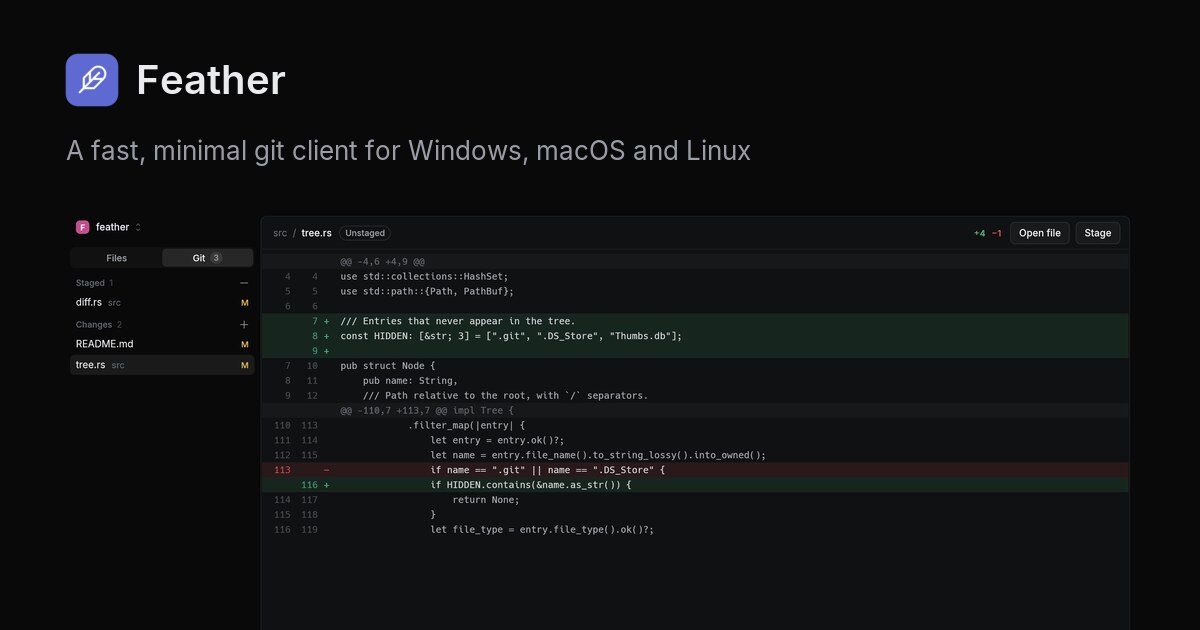 Feather
A fast, minimal git client for Windows, macOS and Linux
F feather
src / tree.rs Unstaged +4 −1 Open file Stage
Files Git 3
Staged 1 −
diff.rs src M
Changes 2 +
README.md M
tree.rs src M
@@ -4,6 +4,9 @@
4 4 use std::collections::HashSet;
5 5 use std::path::{Path, PathBuf};
6 6
7 + /// Entries that never appear in the tree.
8 + const HIDDEN: [&str; 3] = [".git", ".DS_Store", "Thumbs.db"];
9 +
7 10 pub struct Node {
8 11 pub name: String,
9 12 /// Path relative to the root, with `/` separators.
@@ -110,7 +113,7 @@ impl Tree {
110 113 .filter_map(|entry| {
111 114 let entry = entry.ok()?;
112 115 let name = entry.file_name().to_string_lossy().into_owned();
113 − if name == ".git" || name == ".DS_Store" {
116 + if HIDDEN.contains(&name.as_str()) {
114 117 return None;
115 118 }
116 119 let file_type = entry.file_type().ok()?;